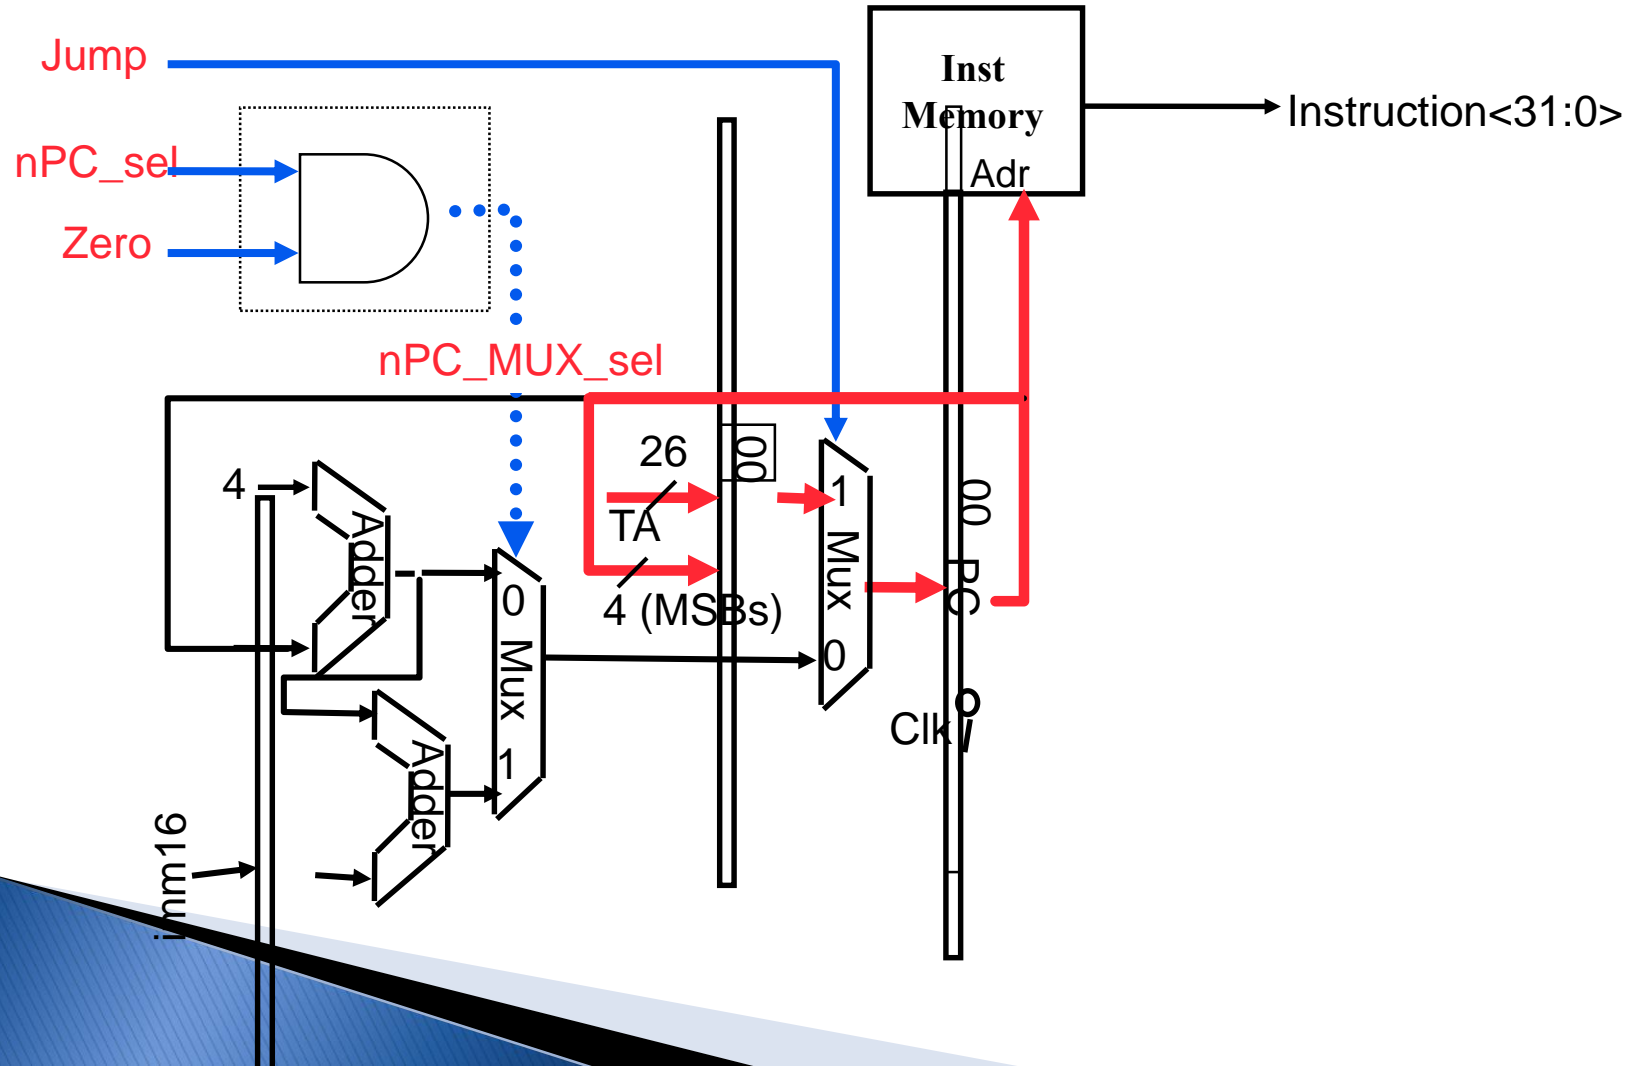 Jump
Inst
Memory
Adr
Instruction<31:0>
nPC_sel
Zero
nPC_MUX_sel
26
00
TA
4 (MSBs)
1
Mux
0
00
PC
Clk
4
Adder
0
Mux
1
Adder
imm16